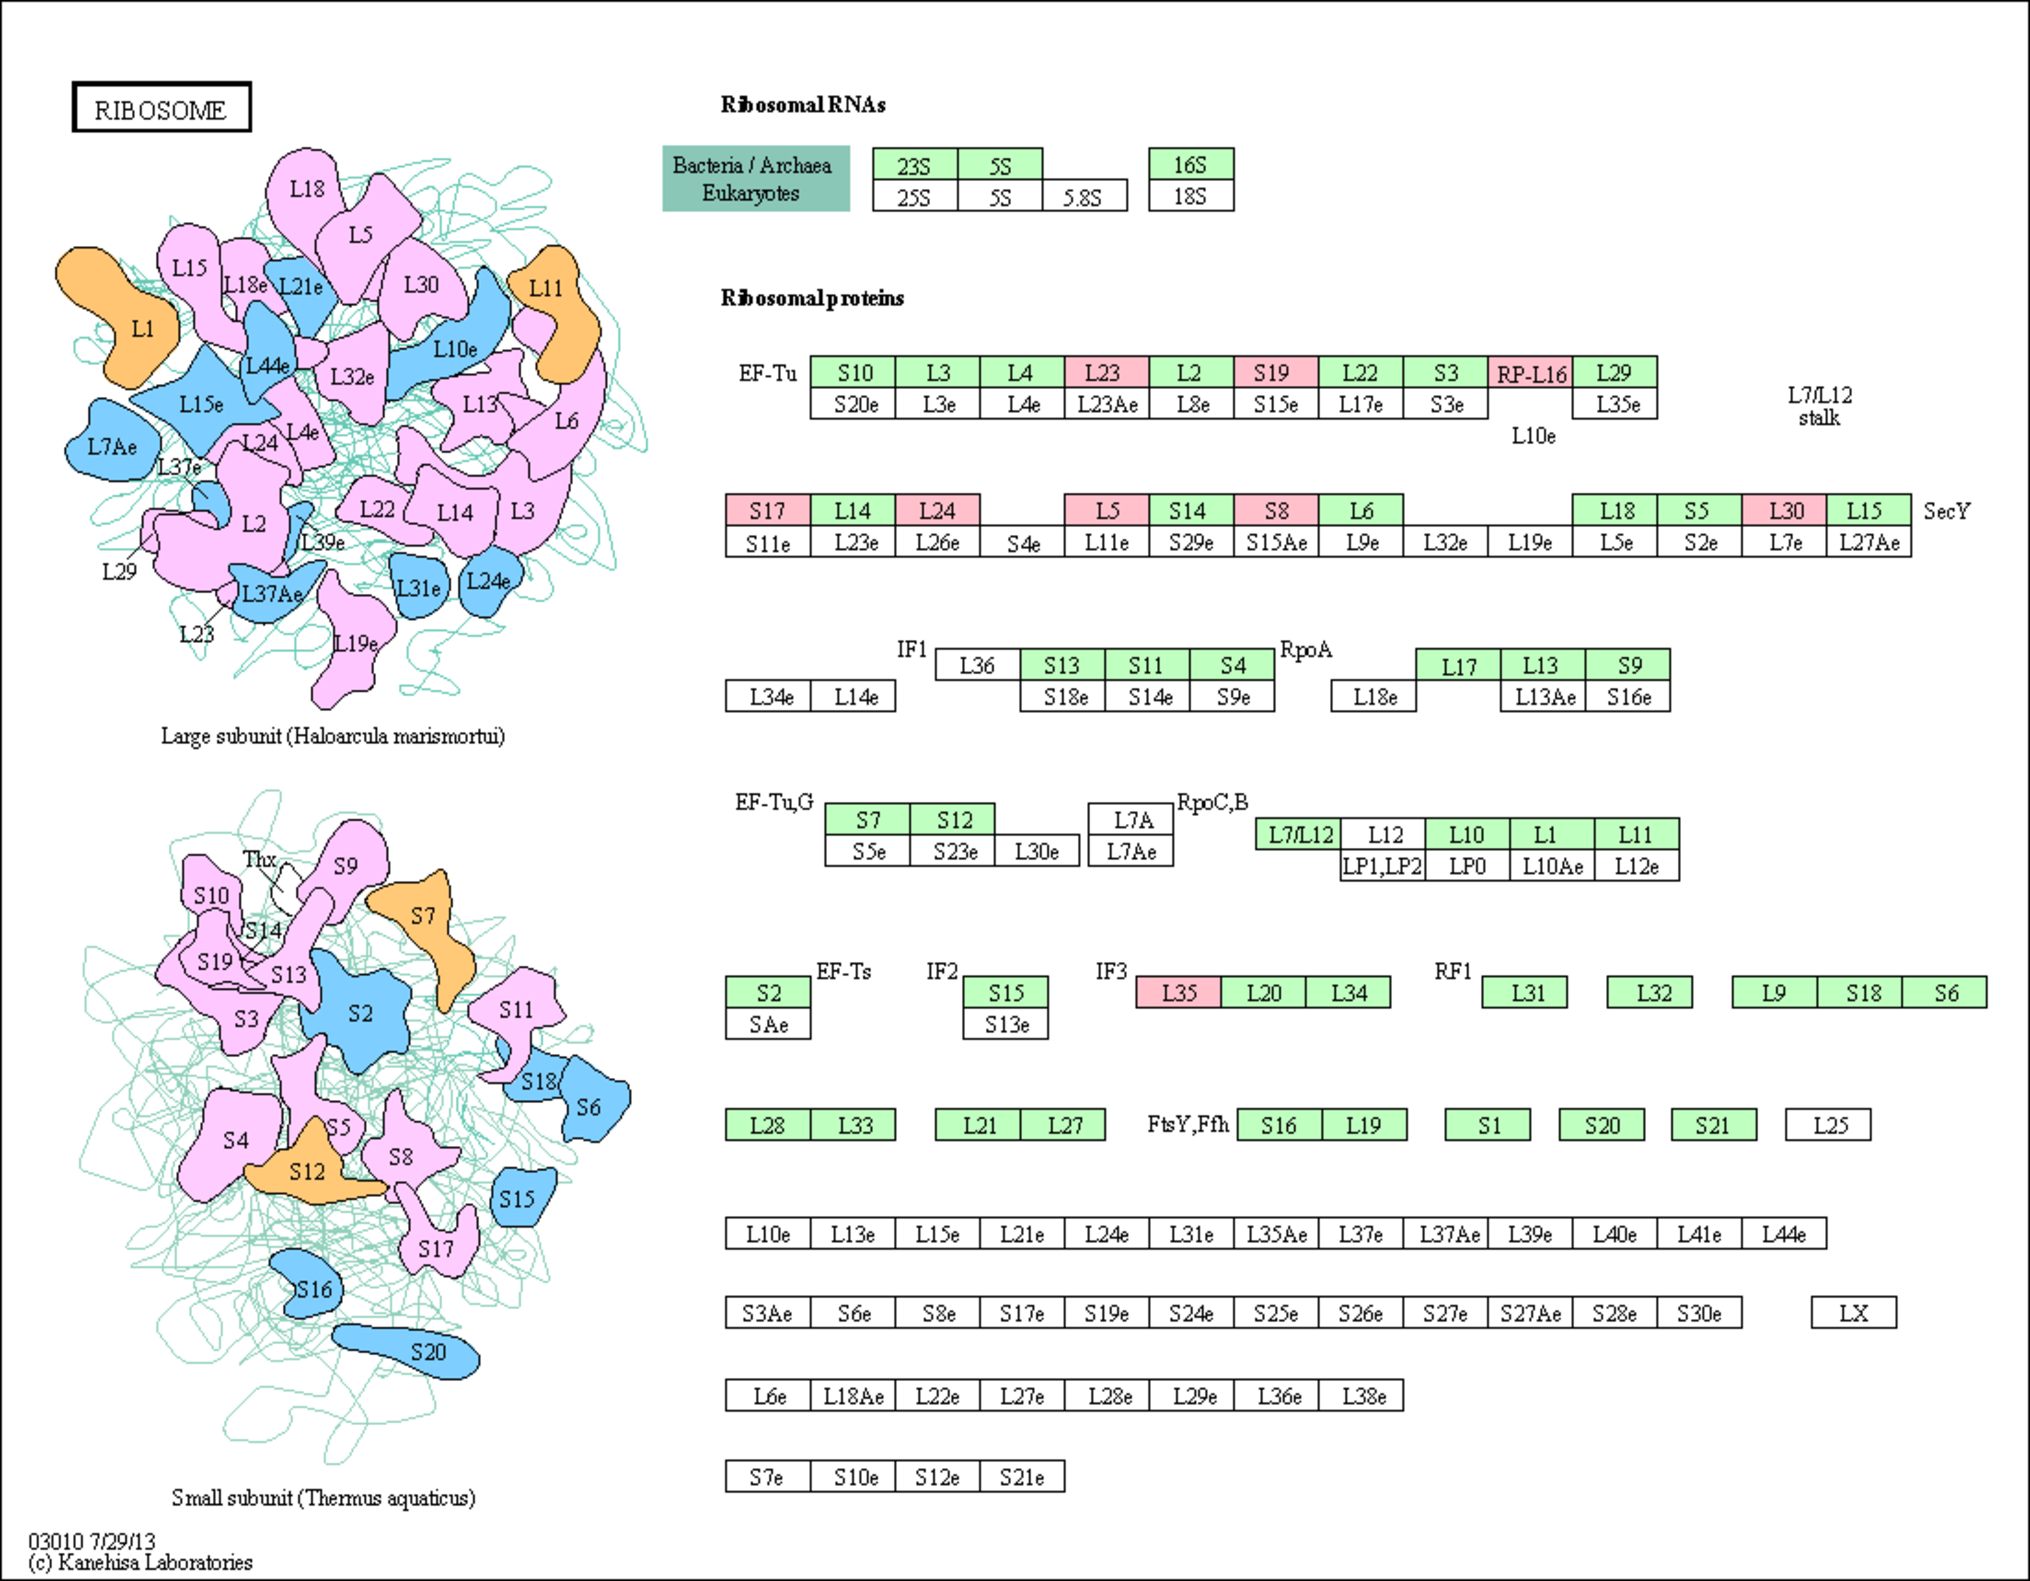 RIBOSOME
L18
L5
L15
L18e
L21e
L30
L11
L1
L10e
L44e
L32e
L15e
L13
L6
L7Ae
L24
L4e
L37e
L2
L22
L14
L3
L39e
L29
L37Ae
L31e
L24e
L23
L19e
Large subunit (Haloarcula marismortui)
Thx
S9
S10
S7
S14
S19
S13
S3
S2
S11
S18
S6
S4
S5
S12
S8
S15
S17
S16
S20
Small subunit (Thermus aquaticus)
03010 7/29/13
(c) Kanehisa Laboratories
Ribosomal RNAs
Bacteria / Archaea 23S 5S 16S
Eukaryotes 25S 5S 5.8S 18S
Ribosomal proteins
EF-Tu S10 L3 L4 L23 L2 S19 L22 S3 RP-L16 L29
S20e L3e L4e L23Ae L8e S15e L17e S3e L35e
L10e
L7/L12
stalk
S17 L14 L24 L5 S14 S8 L6 L18 S5 L30 L15 SecY
S11e L23e L26e S4e L11e S29e S15Ae L9e L32e L19e L5e S2e L7e L27Ae
IF1 L36 S13 S11 S4 RpoA L17 L13 S9
L34e L14e S18e S14e S9e L18e L13Ae S16e
EF-Tu,G S7 S12 L7A RpoC,B L7/L12 L12 L10 L1 L11
S5e S23e L30e L7Ae LP1,LP2 LP0 L10Ae L12e
S2 EF-Ts IF2 S15 IF3 L35 L20 L34 RF1 L31 L32 L9 S18 S6
SAe S13e
L28 L33 L21 L27 FtsY,Ffh S16 L19 S1 S20 S21 L25
L10e L13e L15e L21e L24e L31e L35Ae L37e L37Ae L39e L40e L41e L44e
S3Ae S6e S8e S17e S19e S24e S25e S26e S27e S27Ae S28e S30e LX
L6e L18Ae L22e L27e L28e L29e L36e L38e
S7e S10e S12e S21e